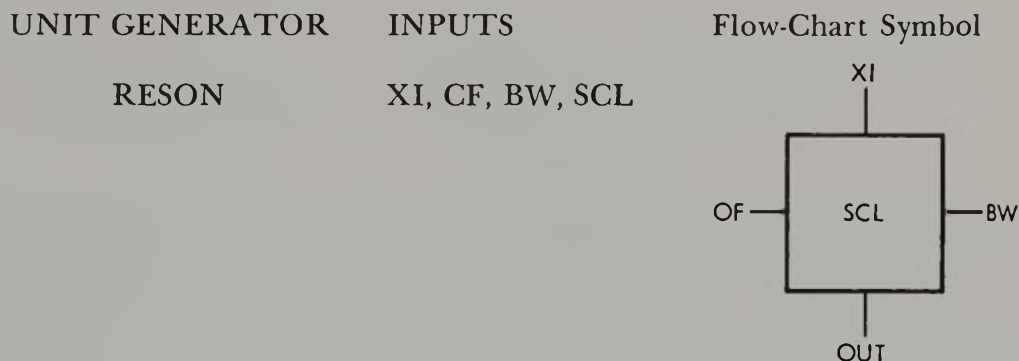 UNIT GENERATOR INPUTS Flow-Chart Symbol
XI
RESON XI, CF, BW, SCL
OF SCL BW
OUT